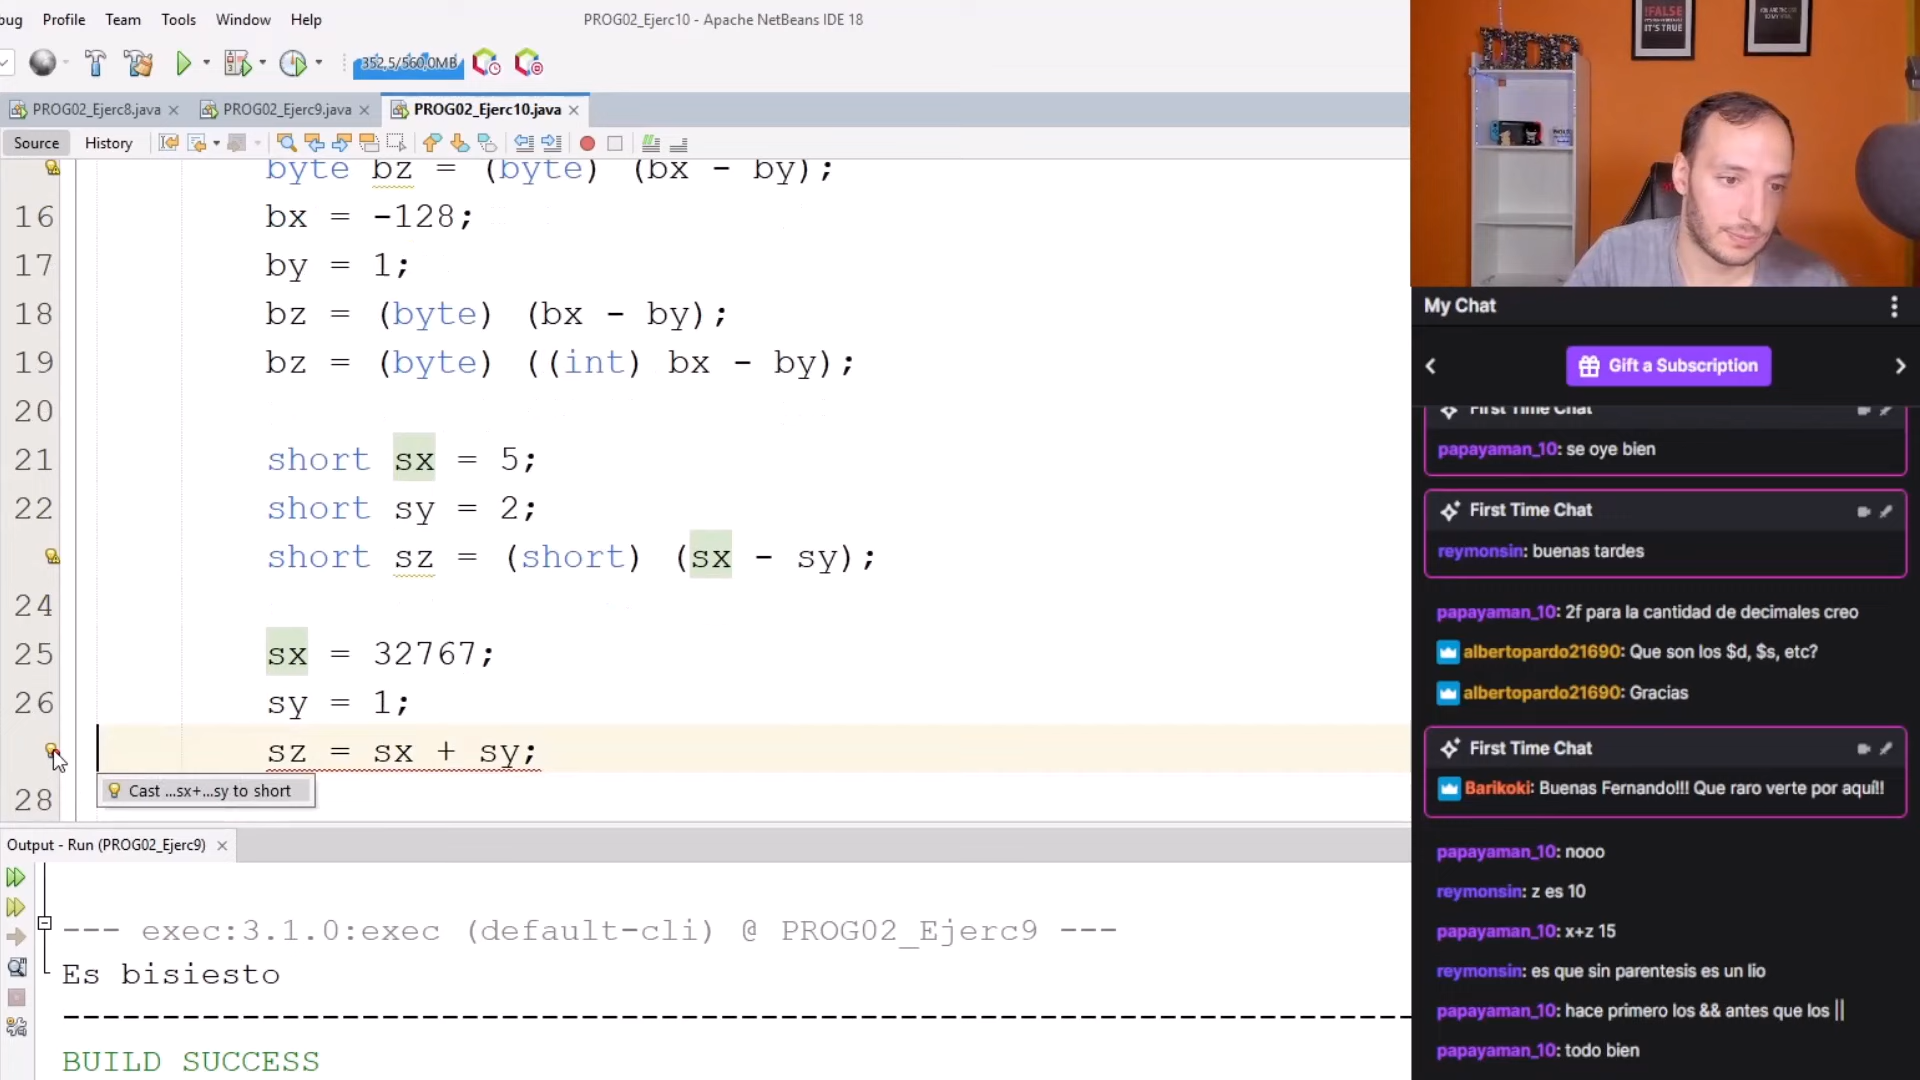 bug Profile Team Tools Window Help
PROG02_Ejerc10 - Apache NetBeans IDE 18
352,5/560,0MB
PROG02_Ejerc8.java
PROG02_Ejerc9.java
PROG02_Ejerc10.java
Source History
byte bz = (byte) (bx - by);
16 bx = -128;
17 by = 1;
18 bz = (byte) (bx - by);
19 bz = (byte) ((int) bx - by);
20
21 short sx = 5;
22 short sy = 2;
short sz = (short) (sx - sy);
24
25 sx = 32767;
26 sy = 1;
sz = sx + sy;
Cast ...sx+...sy to short
28
Output - Run (PROG02_Ejerc9)
--- exec:3.1.0:exec (default-cli) @ PROG02_Ejerc9 ---
Es bisiesto
------------------------------------------------------------------------
BUILD SUCCESS
!FALSE
IT'S TRUE
My Chat
Gift a Subscription
First Time Chat
papayaman_10: se oye bien
First Time Chat
reymonsin: buenas tardes
papayaman_10: 2f para la cantidad de decimales creo
albertopardo21690: Que son los $d, $s, etc?
albertopardo21690: Gracias
First Time Chat
Barikoki: Buenas Fernando!!! Que raro verte por aquí!!
papayaman_10: nooo
reymonsin: z es 10
papayaman_10: x+z 15
reymonsin: es que sin parentesis es un lio
papayaman_10: hace primero los && antes que los ||
papayaman_10: todo bien